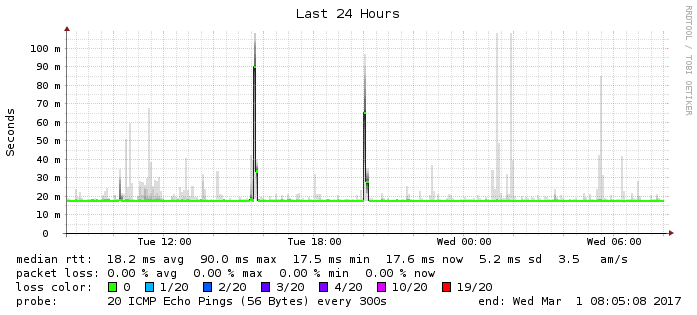 Last 24 Hours
RRDTOOL / TOBI OETIKER
Seconds
100 m
90 m
80 m
70 m
60 m
50 m
40 m
30 m
20 m
10 m
0
Tue 12:00 Tue 18:00 Wed 00:00 Wed 06:00
median rtt: 18.2 ms avg 90.0 ms max 17.5 ms min 17.6 ms now 5.2 ms sd 3.5 am/s
packet loss: 0.00 % avg 0.00 % max 0.00 % min 0.00 % now
loss color: 0 1/20 2/20 3/20 4/20 10/20 19/20
probe: 20 ICMP Echo Pings (56 Bytes) every 300s end: Wed Mar 1 08:05:08 2017